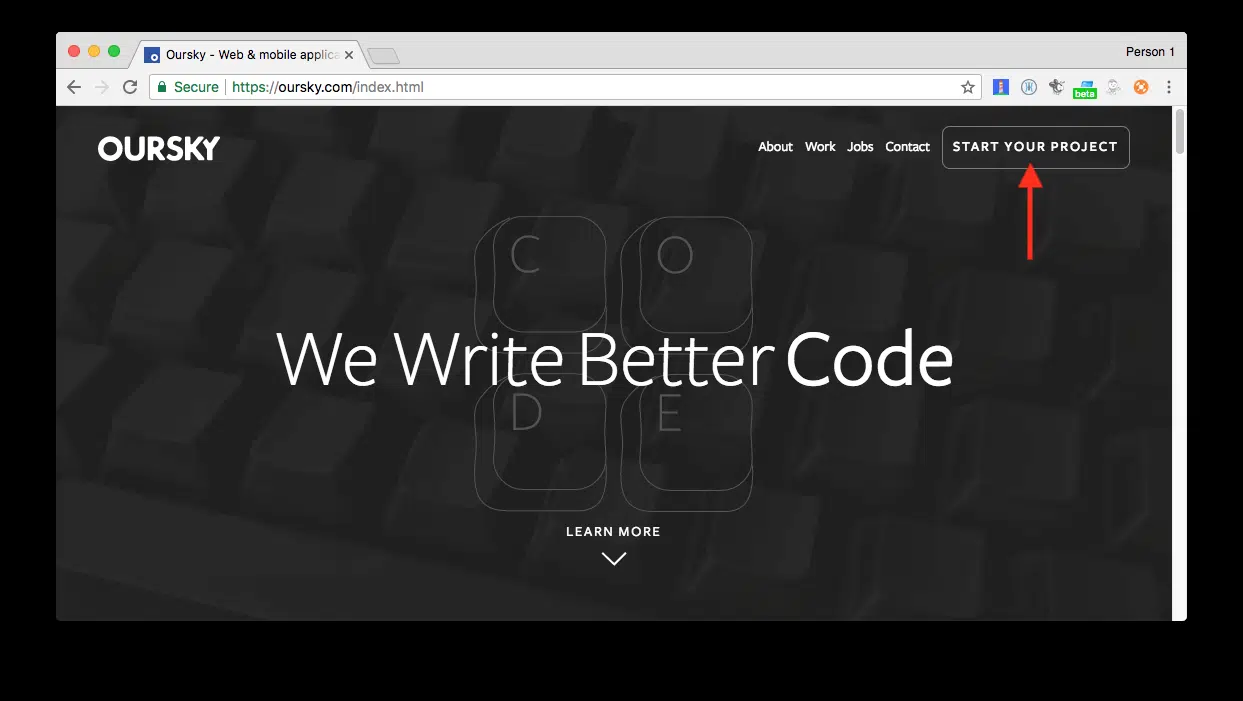 Oursky - Web & mobile applica
Person 1
Secure
https://oursky.com/index.html
beta
OURSKY
About
Work
Jobs
Contact
START YOUR PROJECT
C
O
We Write Better Code
D
E
LEARN MORE